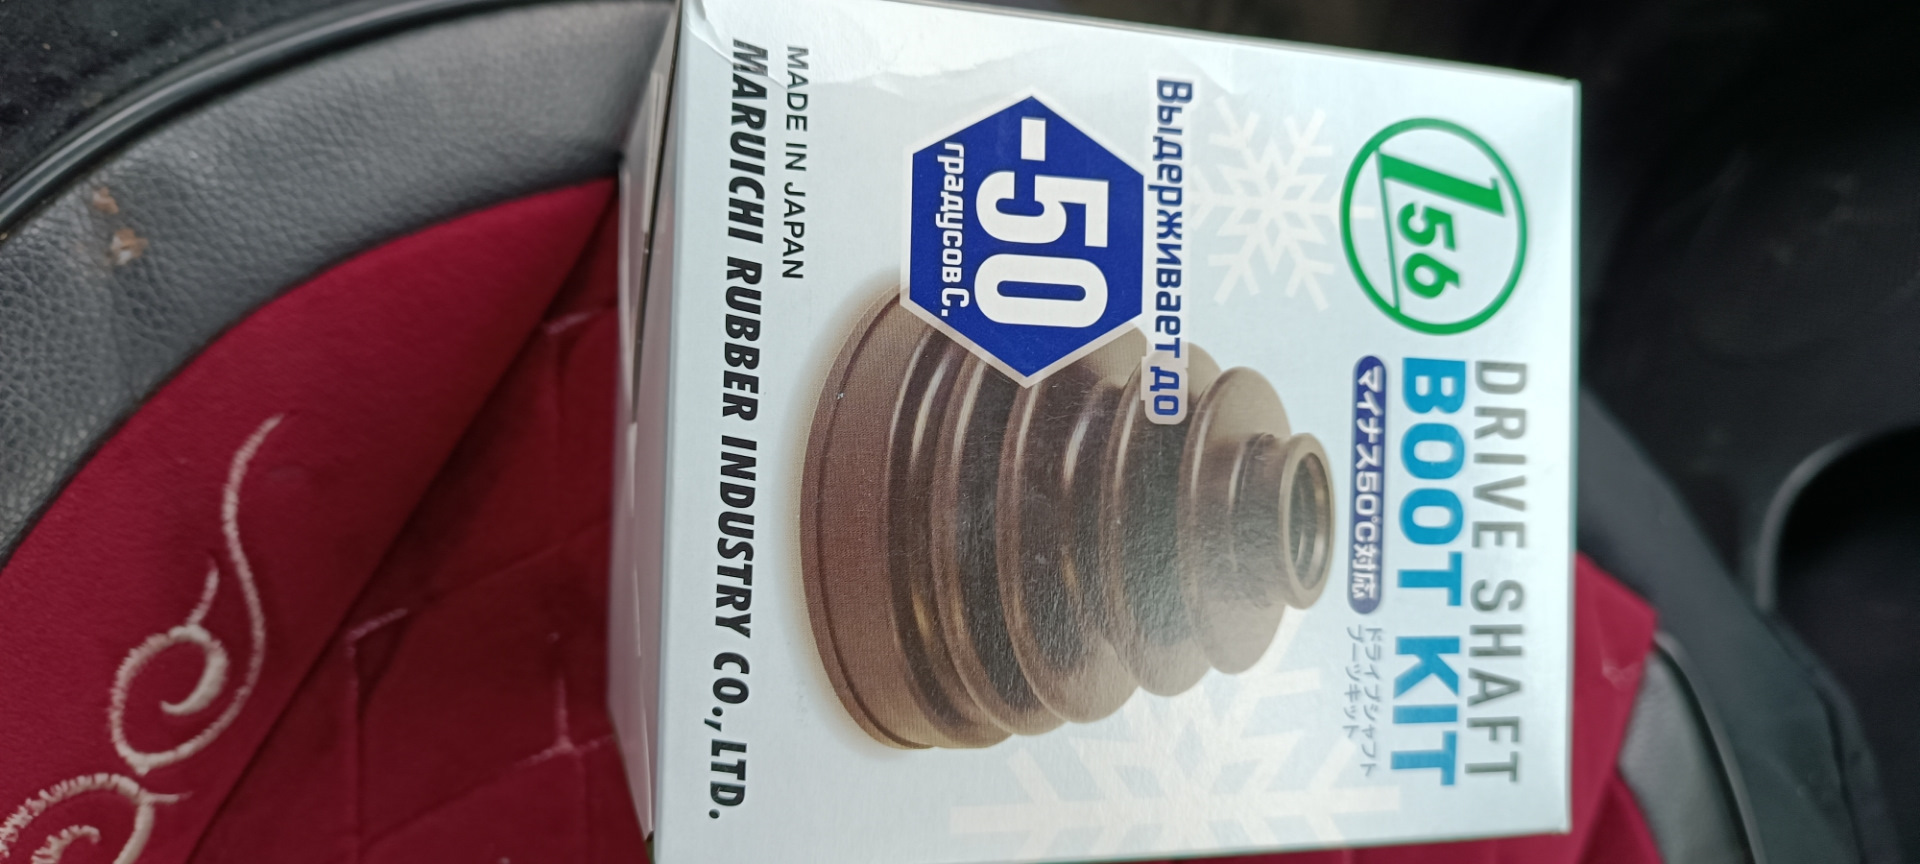 156
DRIVE SHAFT
BOOT KIT
マイナス50℃対応
ドライブシャフト
ブーツキット
Выдерживает до
-50
градусов С.
MADE IN JAPAN
MARUICHI RUBBER INDUSTRY CO.,LTD.